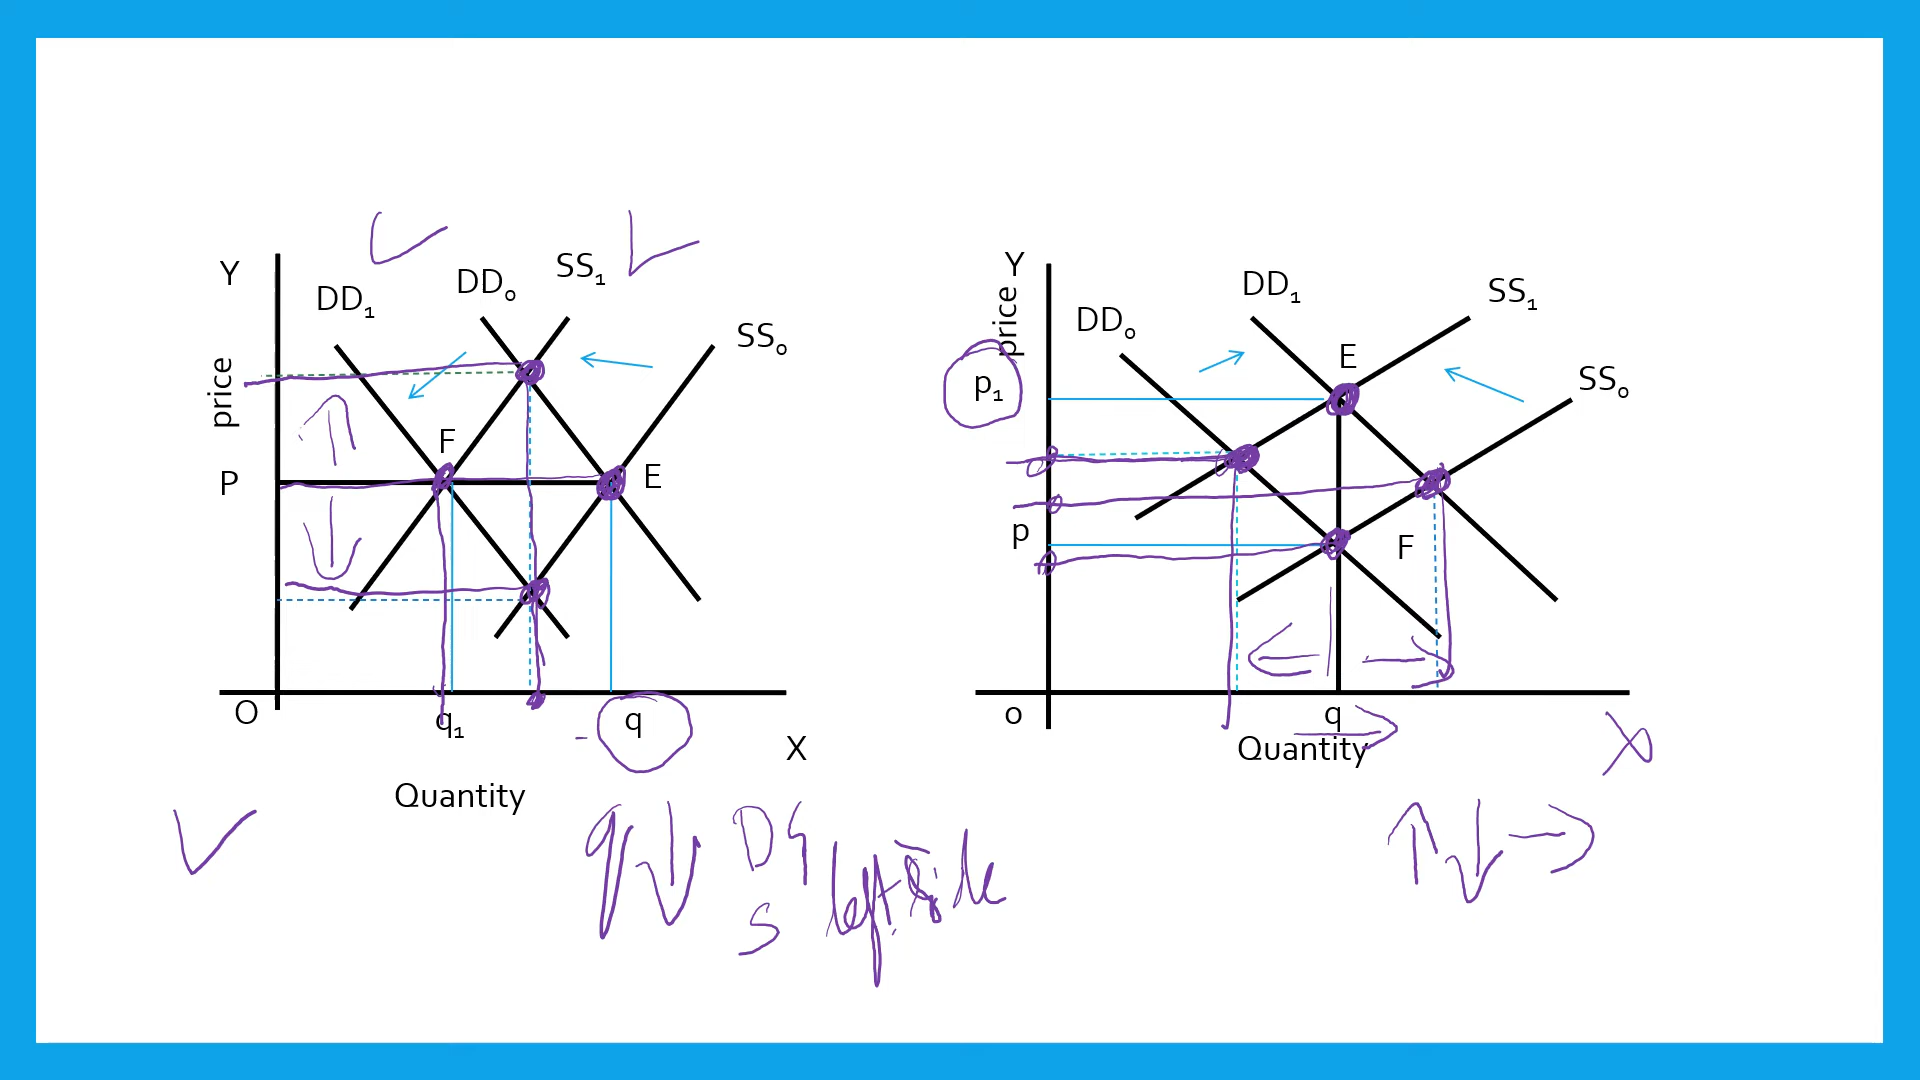 Y
DD₁
DD₀
SS₁
SS₀
price
F
P
E
O
q₁
q
X
Quantity
Y
price
DD₀
DD₁
SS₁
E
SS₀
p₁
p
F
o
q
Quantity
X
q
D
S
left side